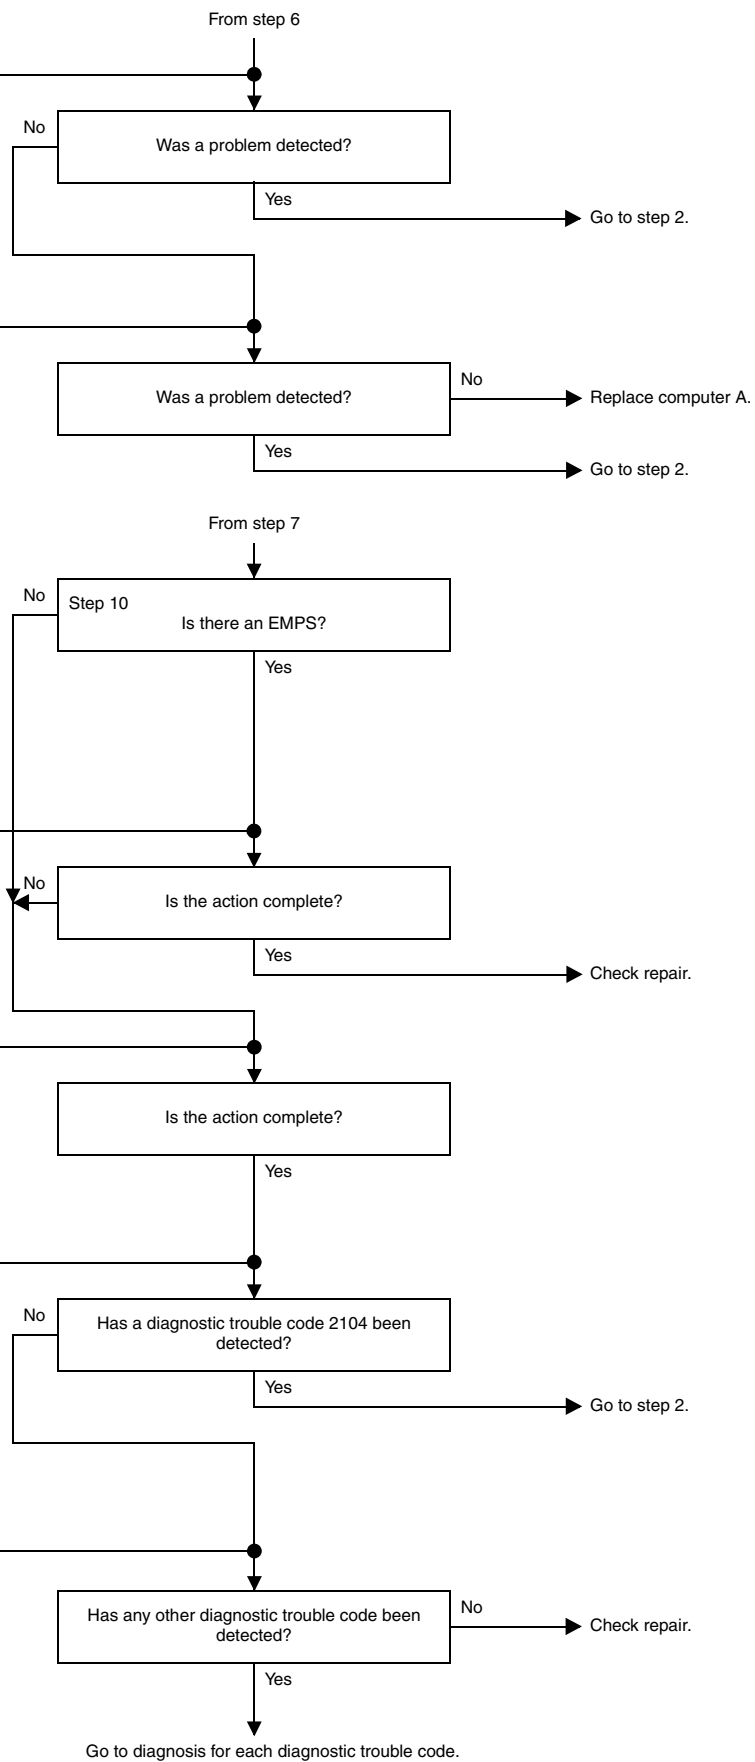 From step 6
No
Was a problem detected?
Yes
Go to step 2.
Was a problem detected?
No
Replace computer A.
Yes
Go to step 2.
From step 7
No
Step 10
Is there an EMPS?
Yes
No
Is the action complete?
Yes
Check repair.
Is the action complete?
Yes
No
Has a diagnostic trouble code 2104 been
detected?
Yes
Go to step 2.
Has any other diagnostic trouble code been
detected?
No
Check repair.
Yes
Go to diagnosis for each diagnostic trouble code.